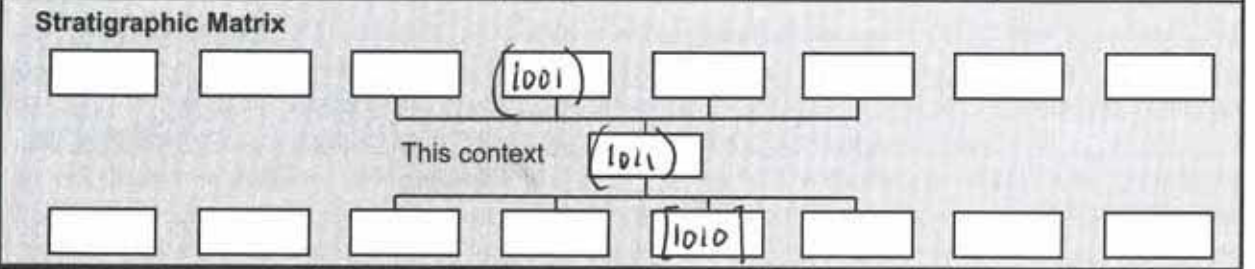 Stratigraphic Matrix
(1001)
This context (1011)
[1010]